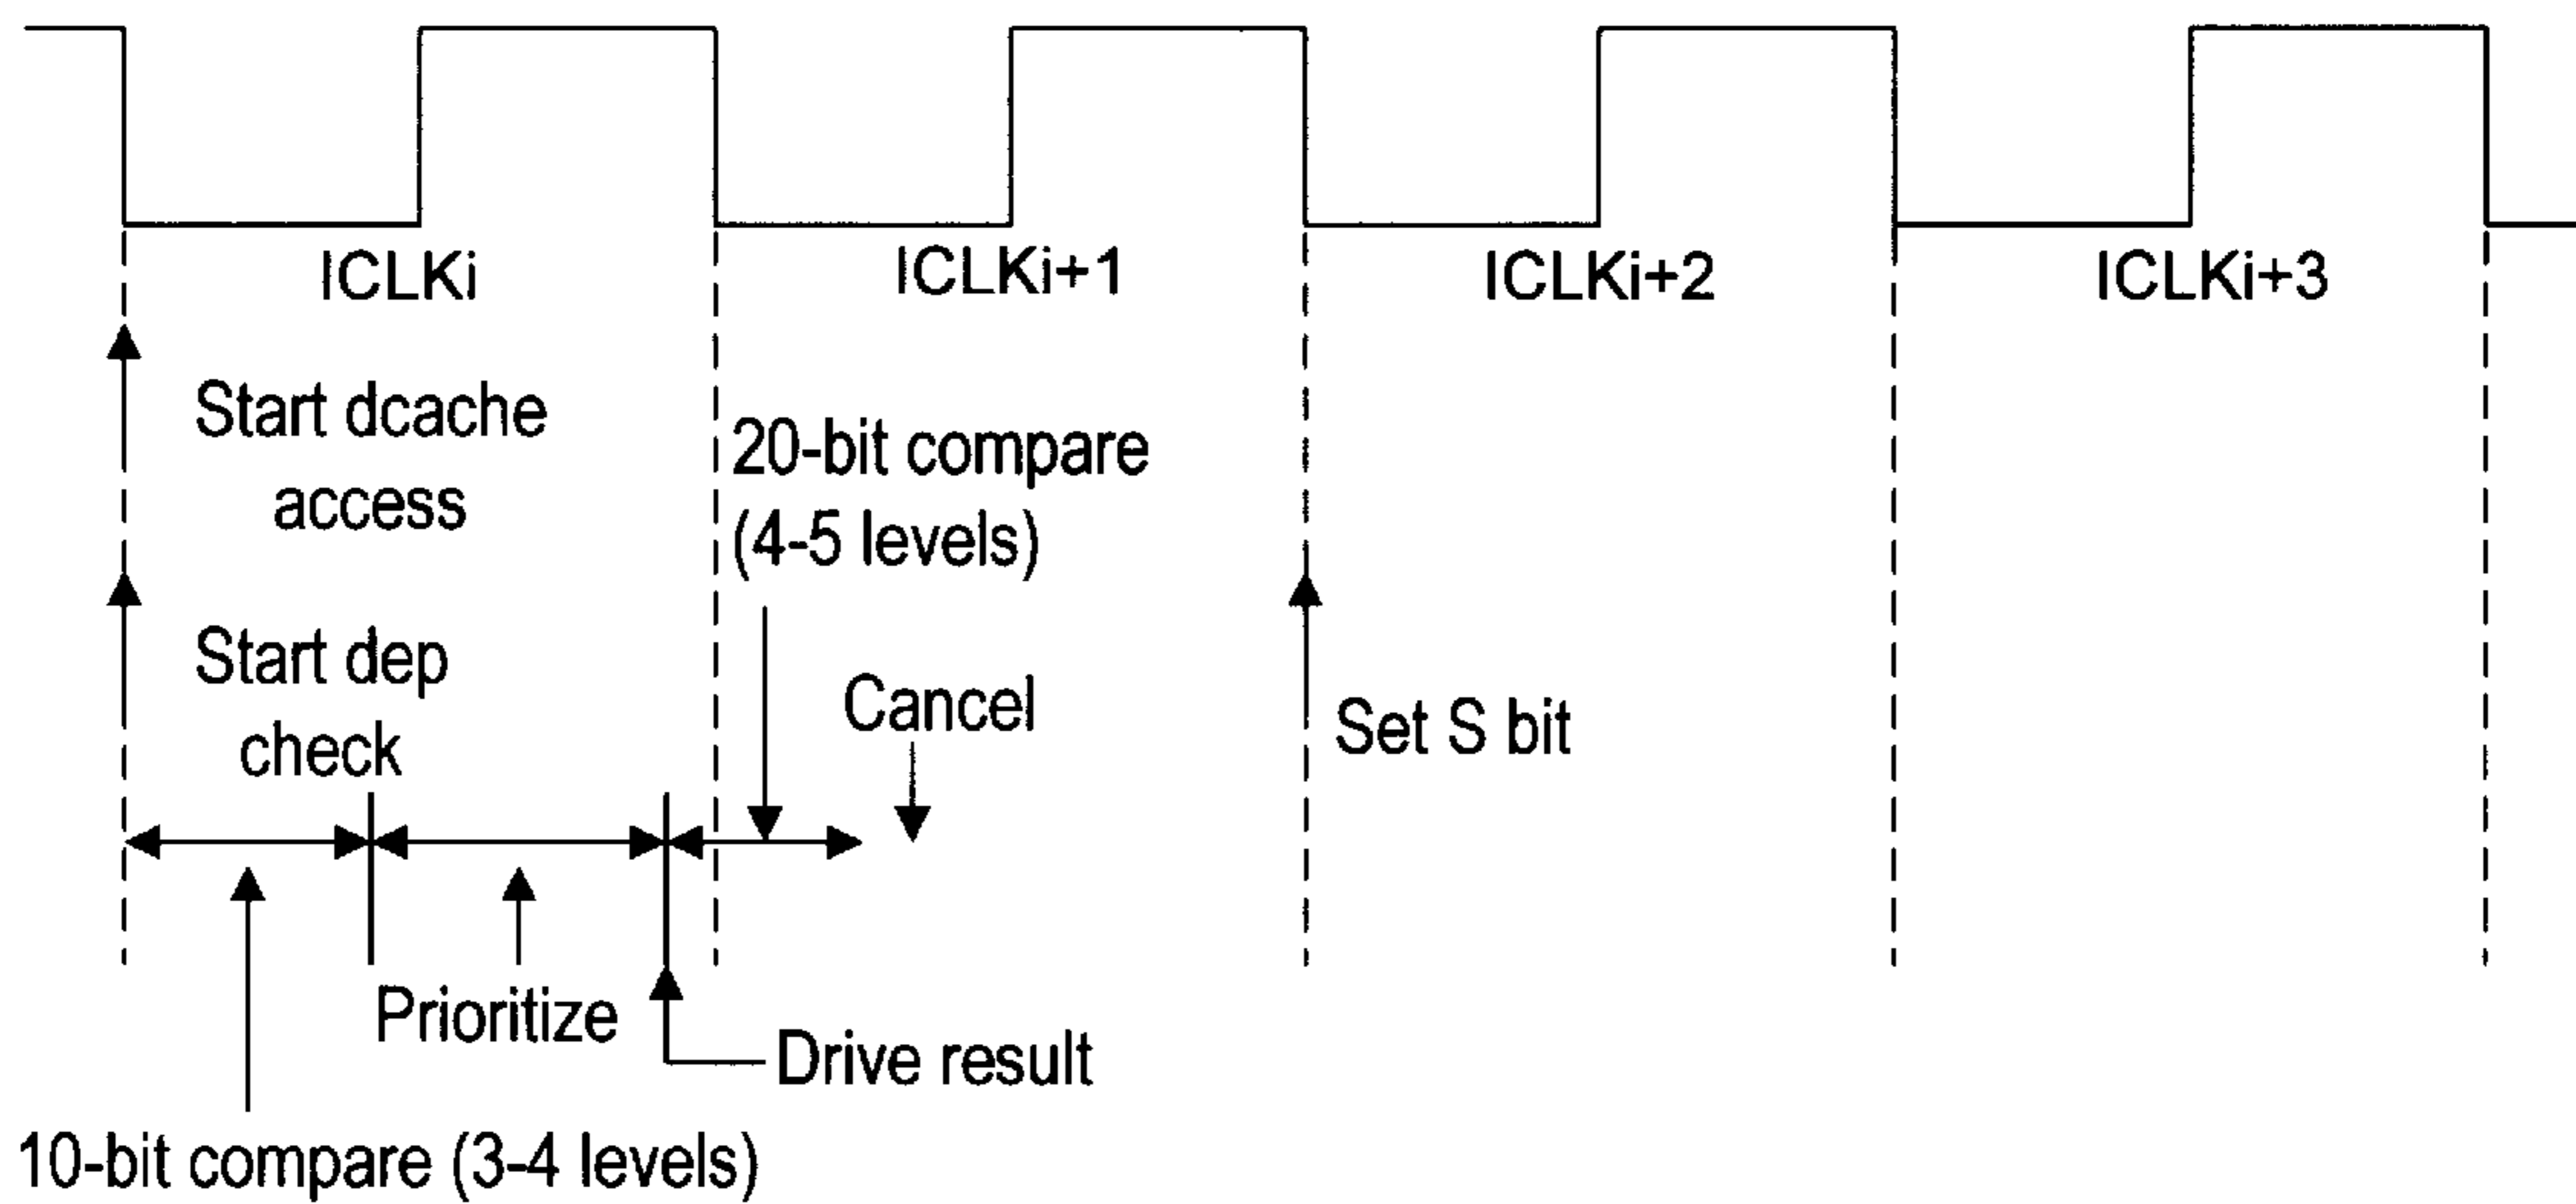 ICLKi
ICLKi+1
ICLKi+2
ICLKi+3
Start dcache
access
20-bit compare
(4-5 levels)
Start dep
check
Cancel
Set S bit
Prioritize
Drive result
10-bit compare (3-4 levels)